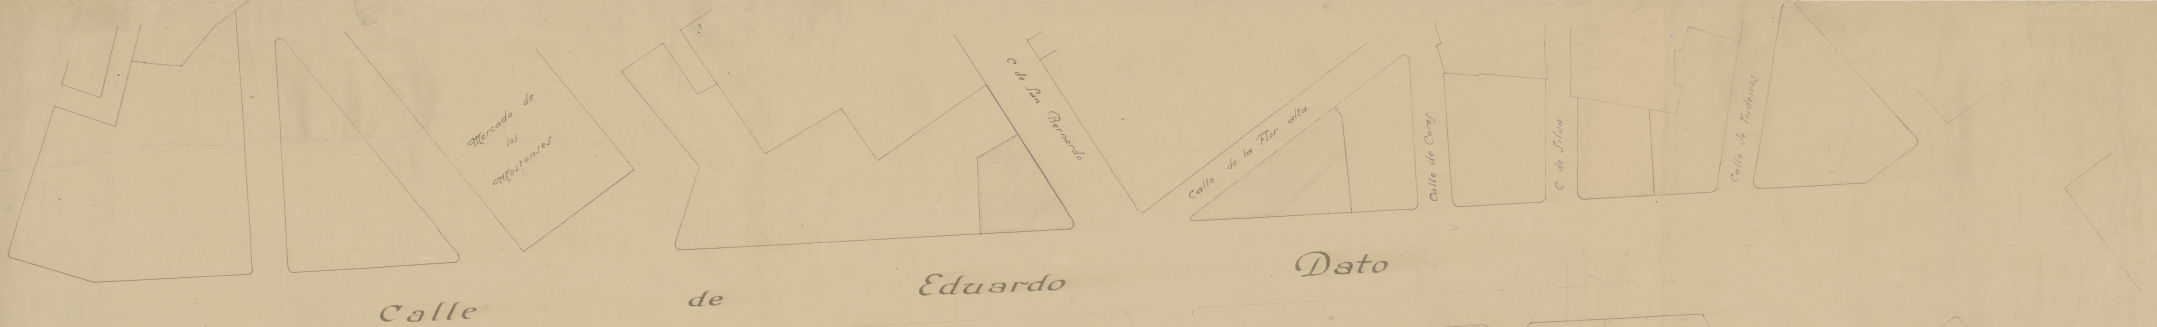 Mercado de
los
Mostenses
C de San Bernardo
Calle de la Flor alta
Calle de Ceres
C de Silva
Calle de Tudescos
Calle de Eduardo Dato